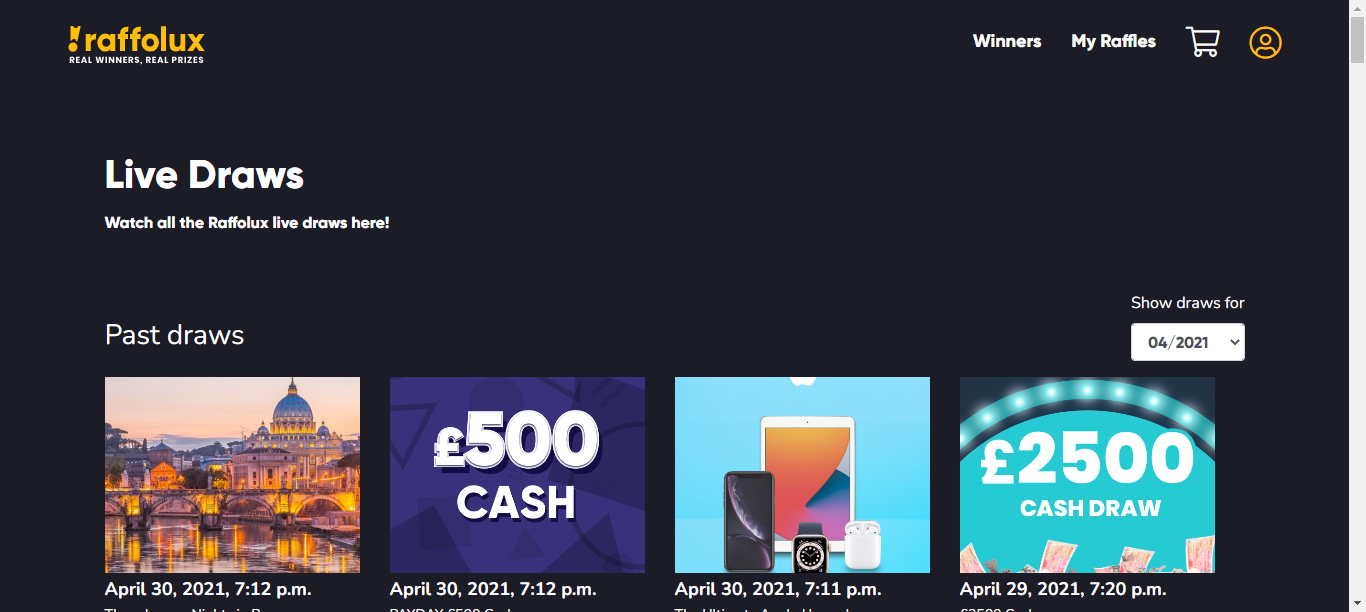 raffolux
REAL WINNERS, REAL PRIZES
Winners
My Raffles
Live Draws
Watch all the Raffolux live draws here!
Show draws for
Past draws
04/2021
£500
CASH
£2500
CASH DRAW
April 30, 2021, 7:12 p.m.
April 30, 2021, 7:12 p.m.
April 30, 2021, 7:11 p.m.
April 29, 2021, 7:20 p.m.